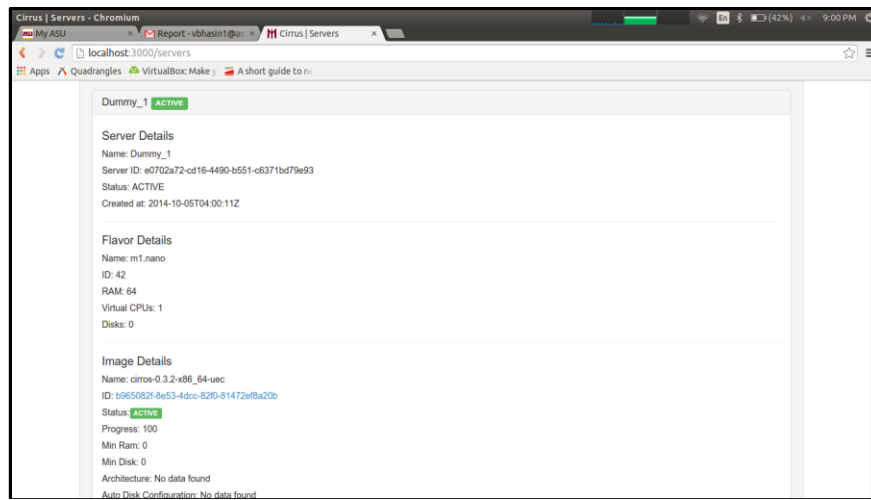 Cirrus | Servers - Chromium
En (42%) 9:00 PM
My ASU × Report - vbhasin1@as × Cirrus | Servers ×
localhost:3000/servers
Apps Quadrangles VirtualBox: Make y A short guide to no
Dummy_1 ACTIVE
Server Details
Name: Dummy_1
Server ID: e0702a72-cd16-4490-b551-c6371bd79e93
Status: ACTIVE
Created at: 2014-10-05T04:00:11Z
Flavor Details
Name: m1.nano
ID: 42
RAM: 64
Virtual CPUs: 1
Disks: 0
Image Details
Name: cirros-0.3.2-x86_64-uec
ID: b965082f-8e53-4dcc-82f0-81472ef8a20b
Status: ACTIVE
Progress: 100
Min Ram: 0
Min Disk: 0
Architecture: No data found
Auto Disk Configuration: No data found